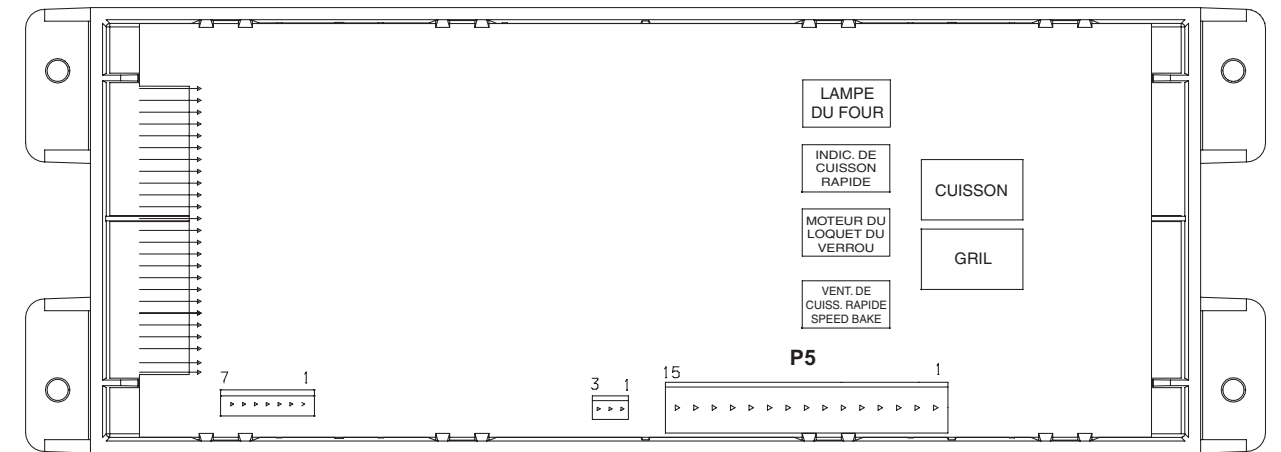 LAMPE
DU FOUR
INDIC. DE
CUISSON
RAPIDE
CUISSON
MOTEUR DU
LOQUET DU
VERROU
GRIL
VENT. DE
CUISS. RAPIDE
SPEED BAKE
P5
7 1
3 1
15 1